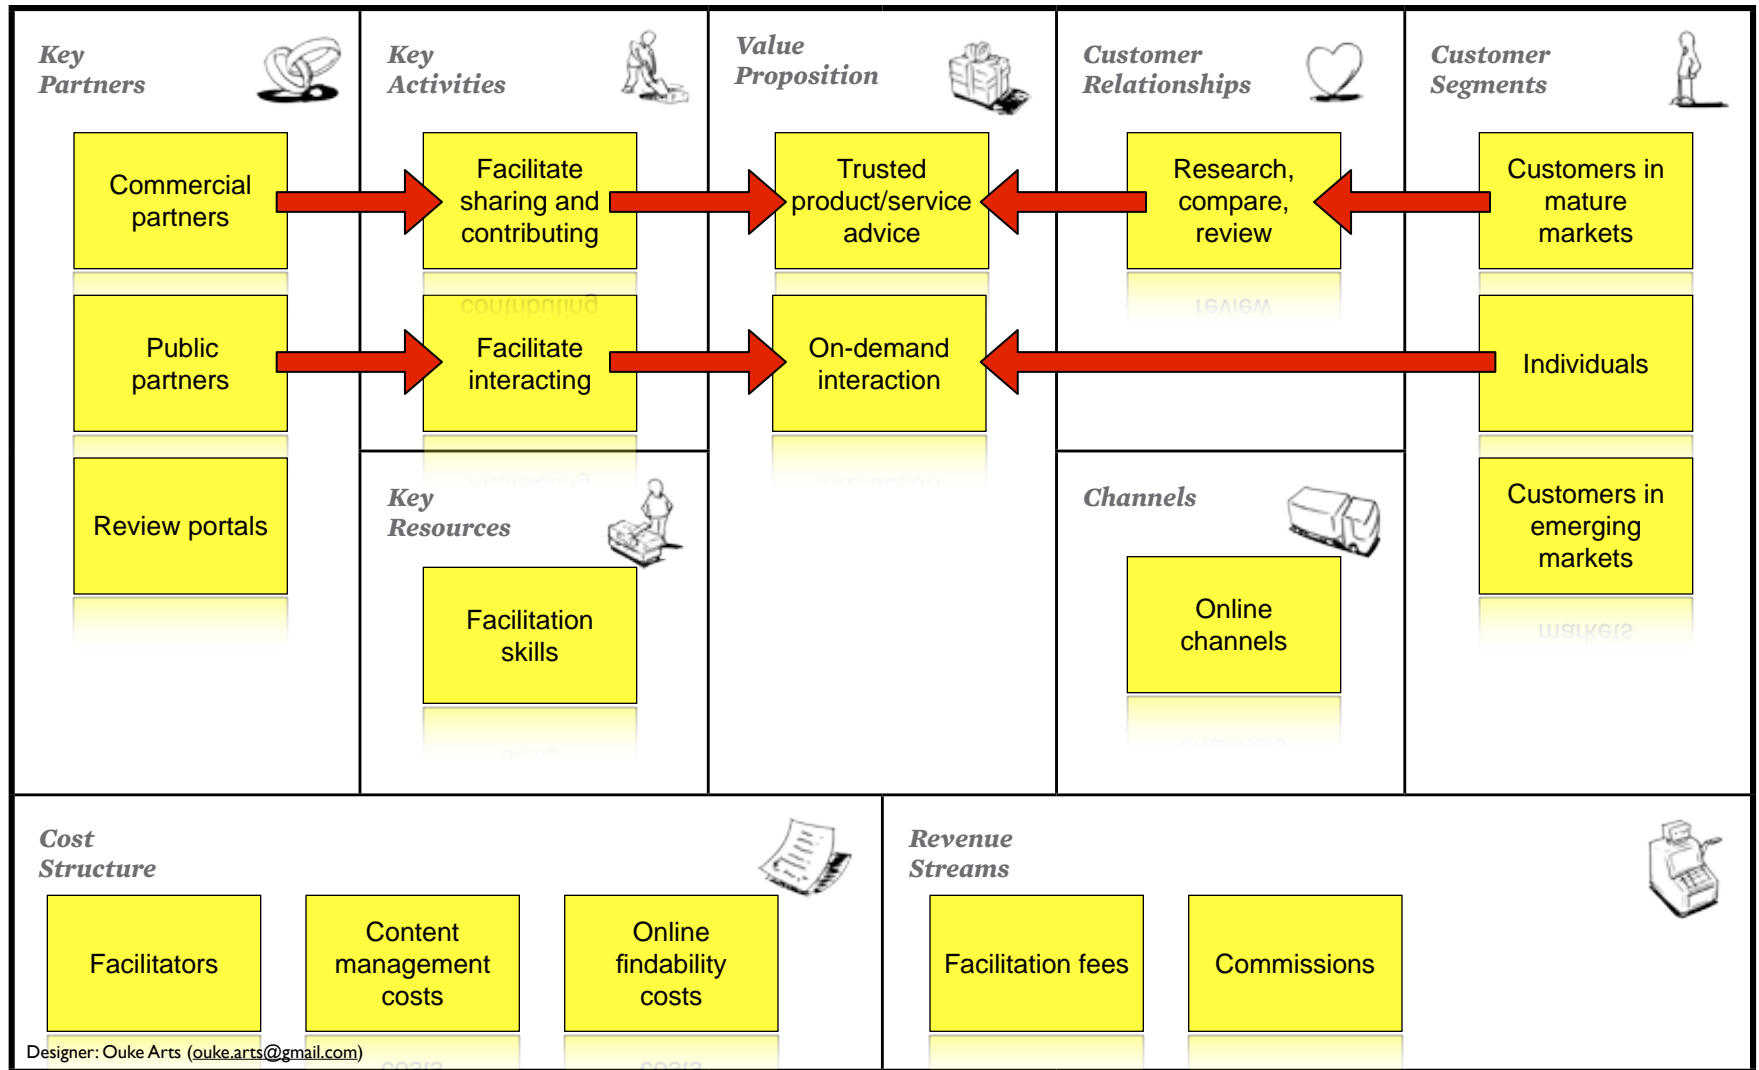 Key
Partners
Commercial
partners
Public
partners
Review portals
Key
Activities
Facilitate
sharing and
contributing
Facilitate
interacting
Key
Resources
Facilitation
skills
Value
Proposition
Trusted
product/service
advice
On-demand
interaction
Customer
Relationships
Research,
compare,
review
Channels
Online
channels
Customer
Segments
Customers in
mature
markets
Individuals
Customers in
emerging
markets
Cost
Structure
Facilitators
Content
management
costs
Online
findability
costs
Revenue
Streams
Facilitation fees
Commissions
Designer: Ouke Arts (ouke.arts@gmail.com)